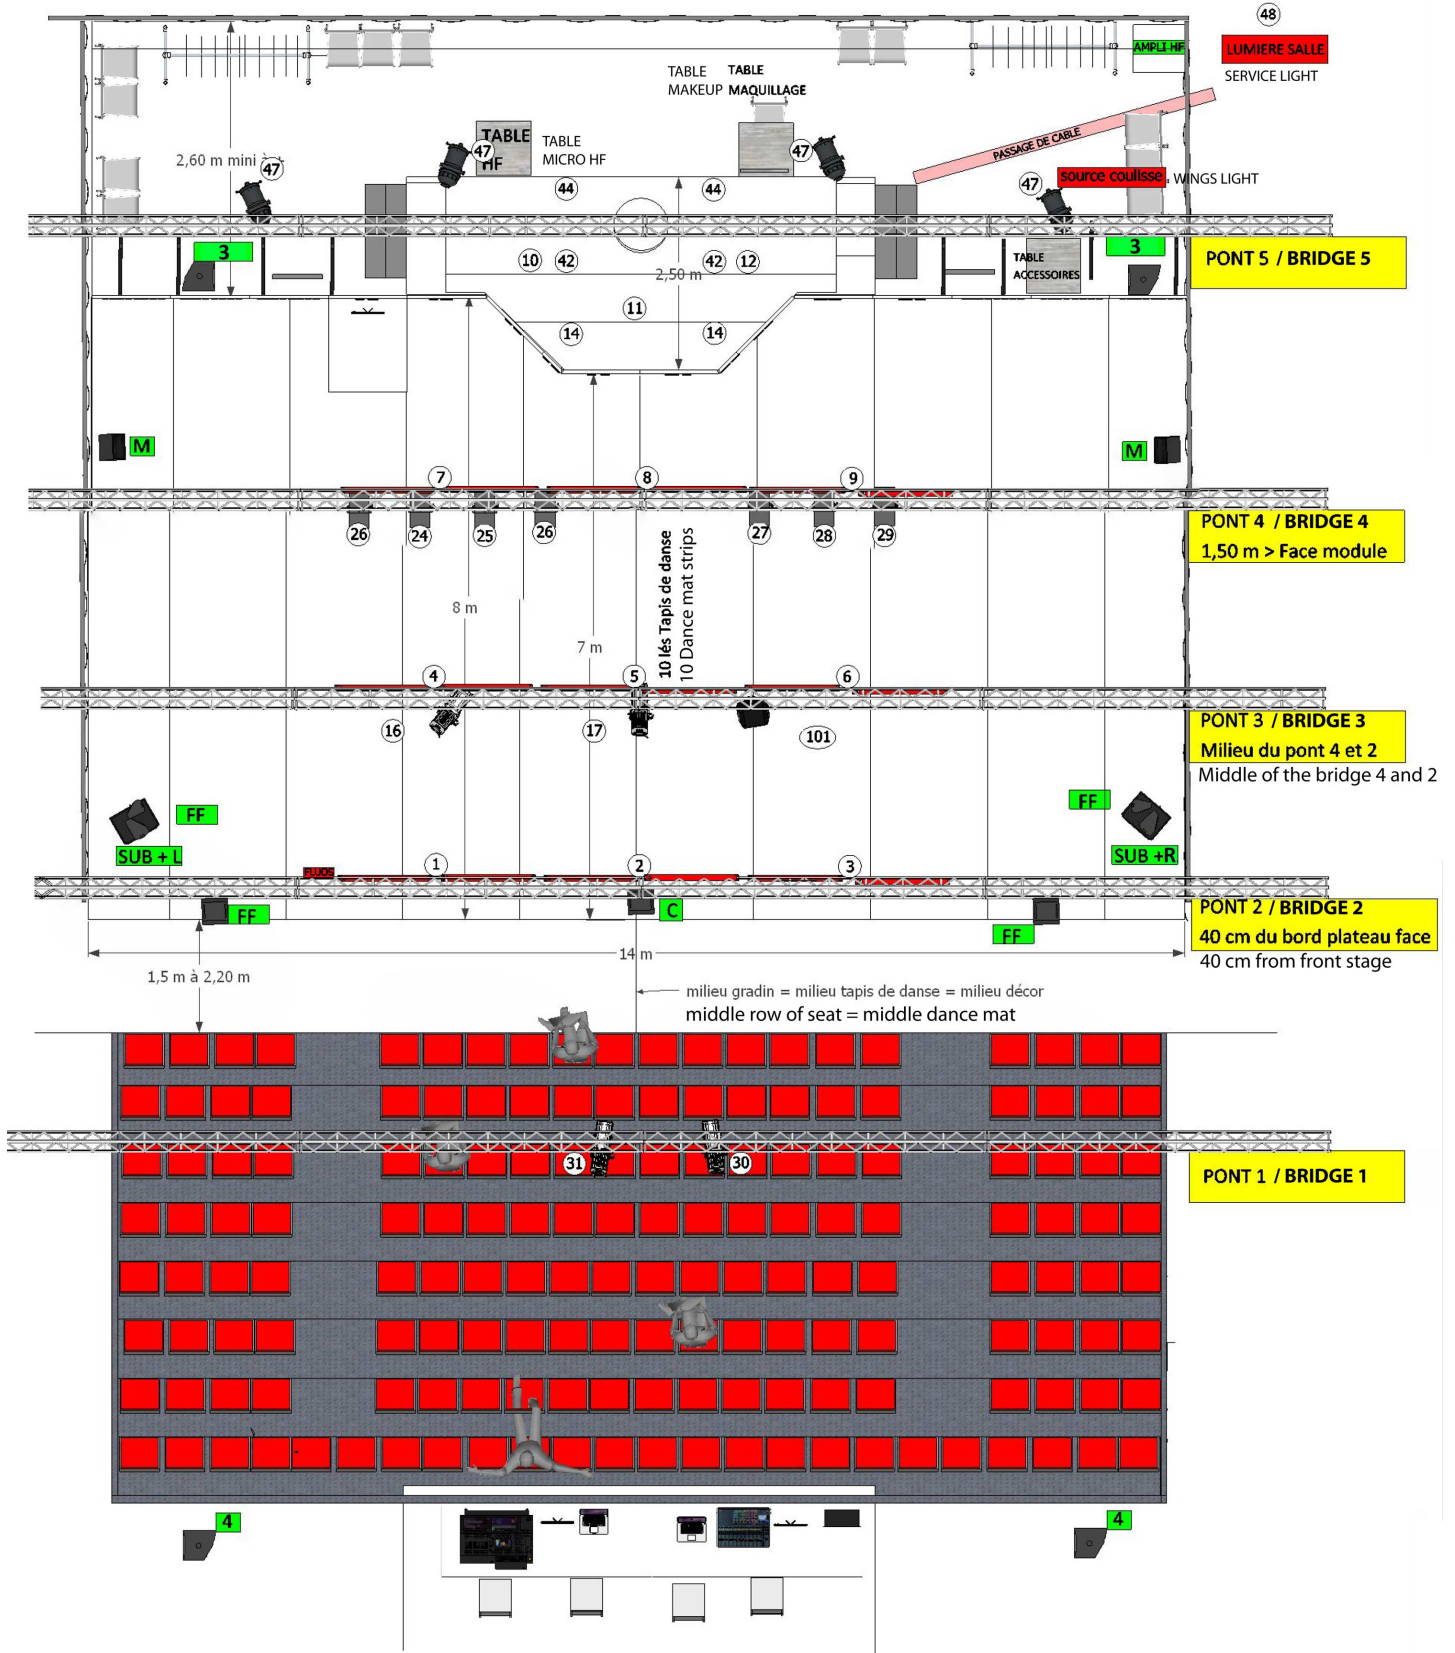 48
AMPLI HF
LUMIERE SALLE
SERVICE LIGHT
TABLE
MAKEUP
TABLE
MAQUILLAGE
PASSAGE DE CABLE
TABLE
HF
47
TABLE
MICRO HF
47
2,60 m mini
47
44
44
47
source coulisse
WINGS LIGHT
3
3
10
42
2,50 m
42
12
TABLE
ACCESSOIRES
PONT 5 / BRIDGE 5
11
14
14
M
M
7
8
9
26
24
25
26
27
28
29
PONT 4 / BRIDGE 4
1,50 m > Face module
10 lés Tapis de danse
10 Dance mat strips
8 m
7 m
4
5
6
16
17
101
PONT 3 / BRIDGE 3
Milieu du pont 4 et 2
Middle of the bridge 4 and 2
FF
FF
SUB + L
SUB +R
1
2
3
FF
C
FF
PONT 2 / BRIDGE 2
40 cm du bord plateau face
40 cm from front stage
14 m
1,5 m à 2,20 m
milieu gradin = milieu tapis de danse = milieu décor
middle row of seat = middle dance mat
31
30
PONT 1 / BRIDGE 1
4
4